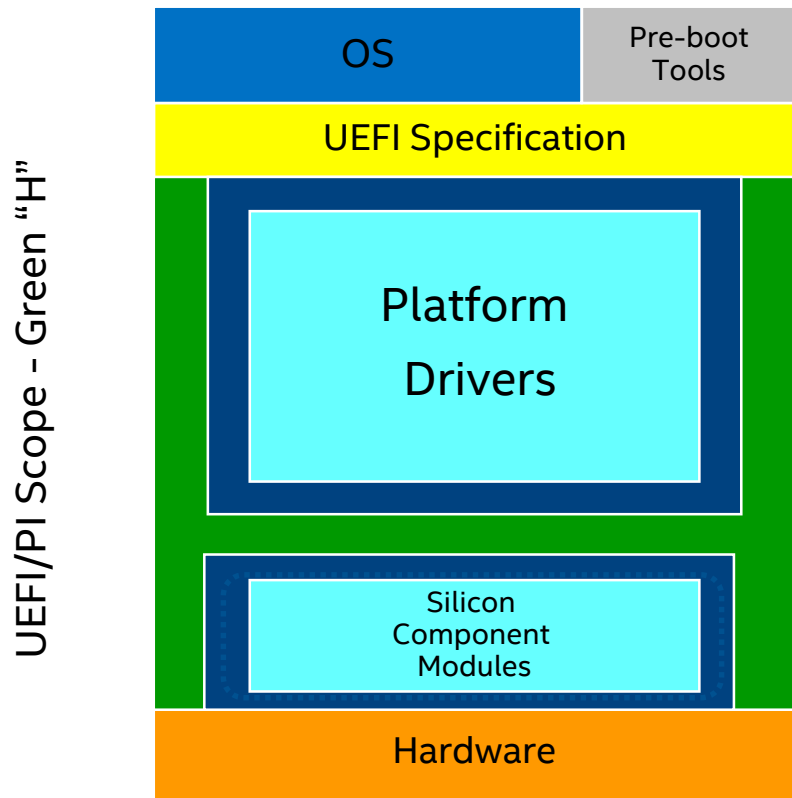 OS
Pre-boot
Tools
UEFI Specification
UEFI/PI Scope - Green “H”
Platform
Drivers
Silicon
Component
Modules
Hardware